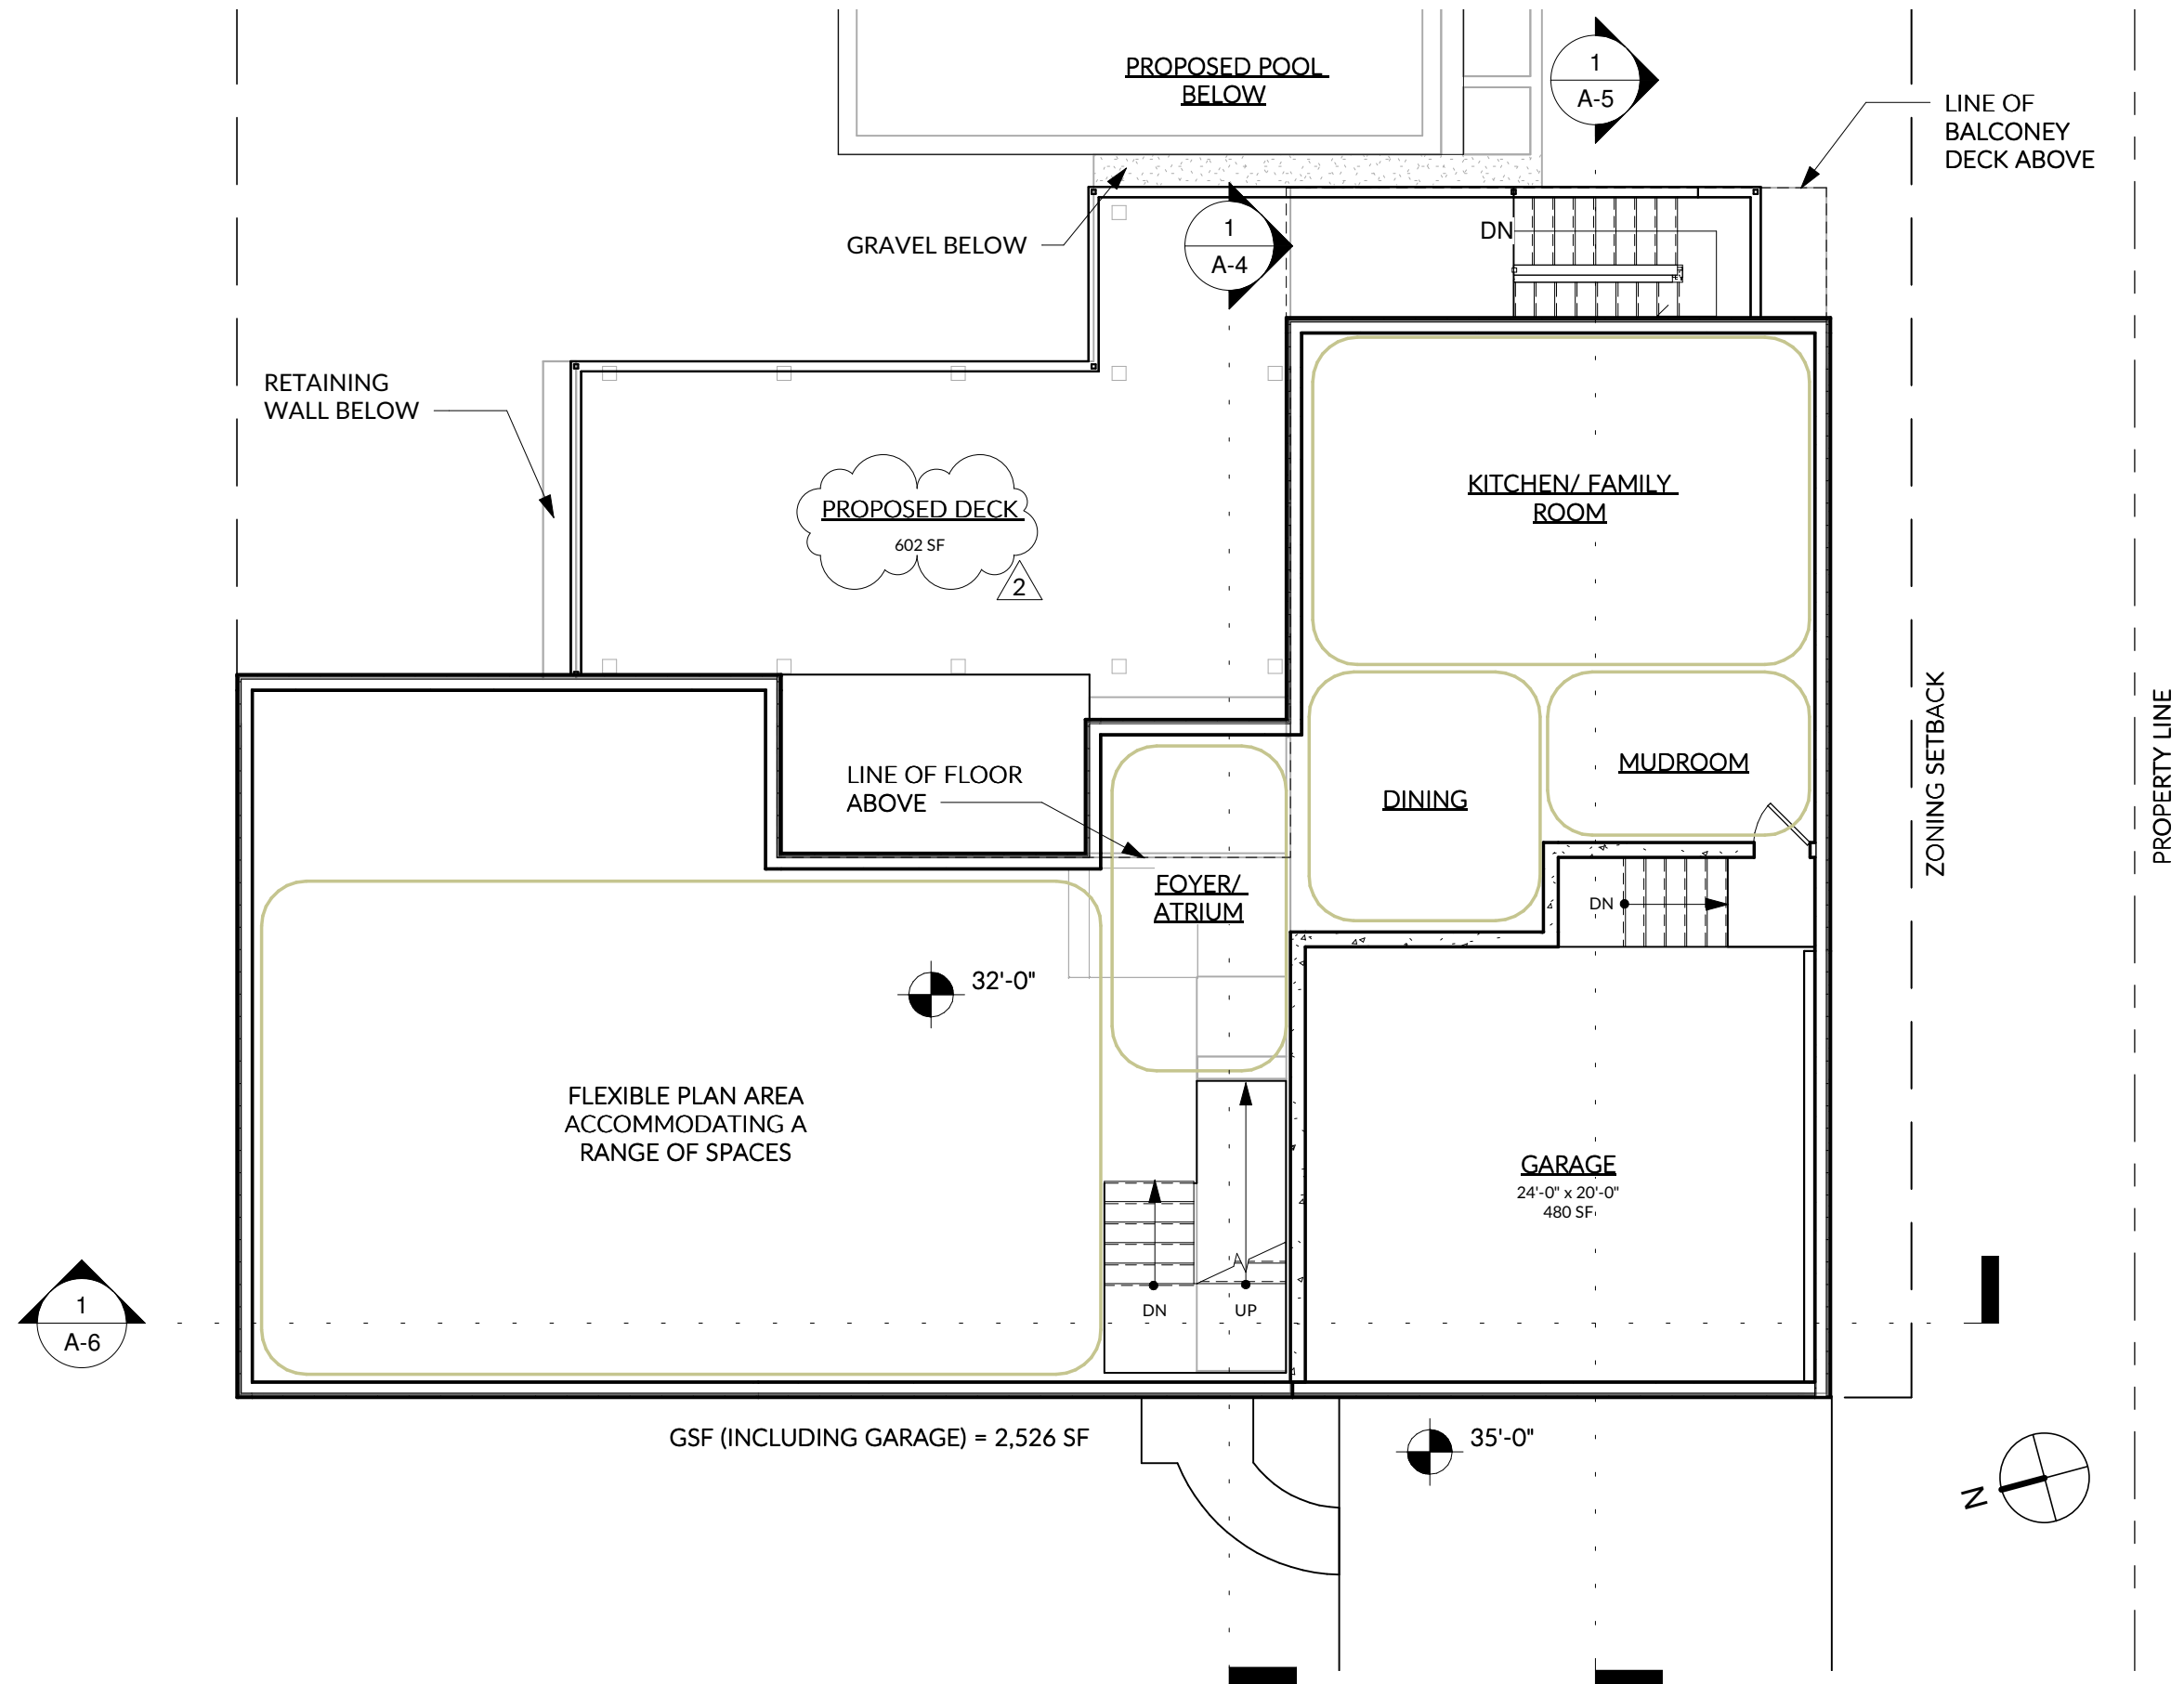 PROPOSED POOL
BELOW
1
A-5
LINE OF
BALCONEY
DECK ABOVE
GRAVEL BELOW
1
A-4
DN
RETAINING
WALL BELOW
PROPOSED DECK
602 SF
2
KITCHEN/ FAMILY
ROOM
LINE OF FLOOR
ABOVE
DINING
MUDROOM
ZONING SETBACK
PROPERTY LINE
FOYER/
ATRIUM
DN
32'-0"
FLEXIBLE PLAN AREA
ACCOMMODATING A
RANGE OF SPACES
GARAGE
24'-0" x 20'-0"
480 SF
1
A-6
DN
UP
GSF (INCLUDING GARAGE) = 2,526 SF
35'-0"
N